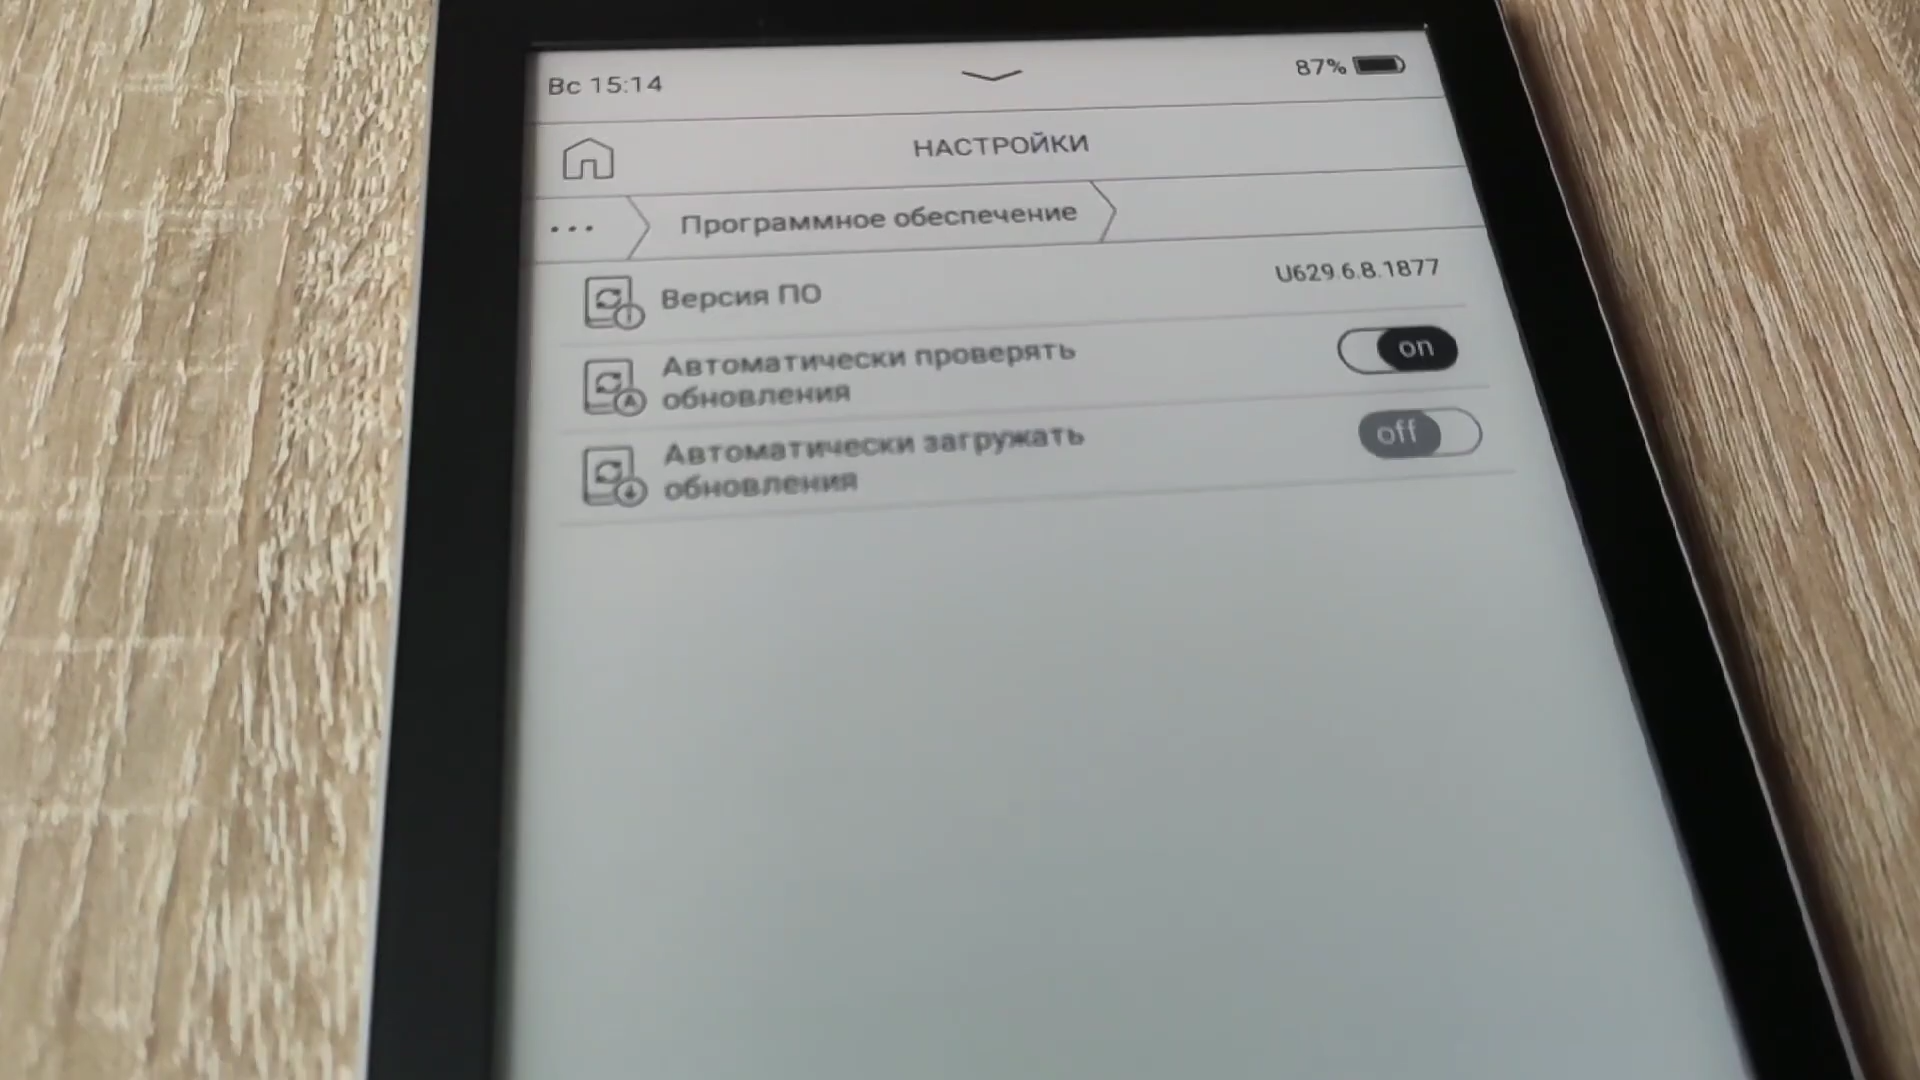 Вс 15:14
87%
НАСТРОЙКИ
... Программное обеспечение
Версия ПО U629.6.8.1877
Автоматически проверять
обновления
on
Автоматически загружать
обновления
off